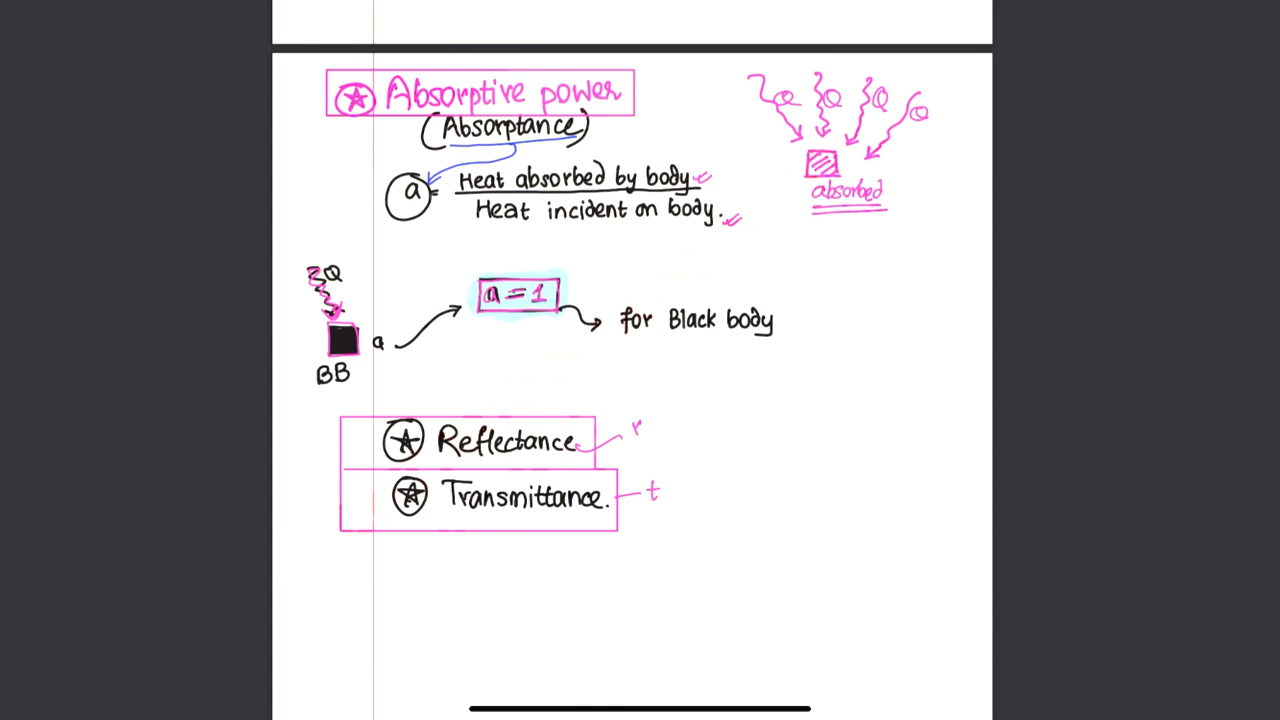 Absorptive power
(Absorptance)
a = Heat absorbed by body
Heat incident on body.
Q Q Q Q
absorbed
Q
BB
a
a = 1
for Black body
Reflectance r
Transmittance. t